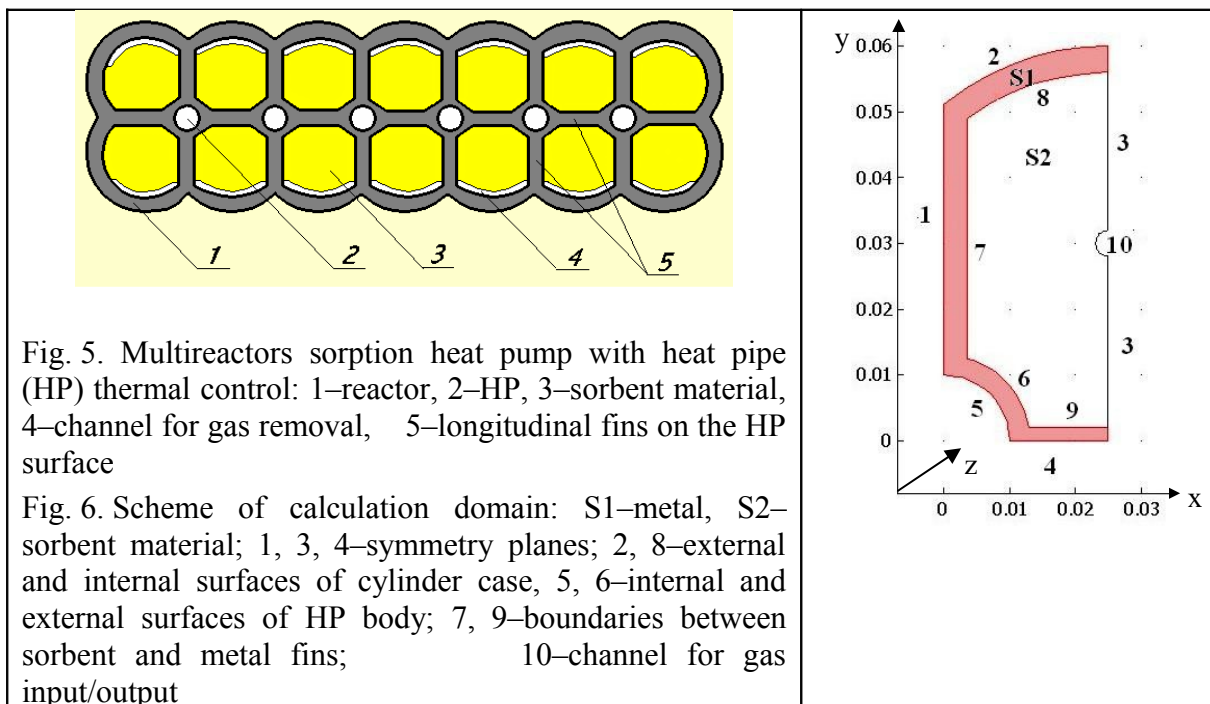 1
2
3
4
5
Fig. 5. Multireactors sorption heat pump with heat pipe
(HP) thermal control: 1–reactor, 2–HP, 3–sorbent material,
4–channel for gas removal, 5–longitudinal fins on the HP
surface
Fig. 6. Scheme of calculation domain: S1–metal, S2–
sorbent material; 1, 3, 4–symmetry planes; 2, 8–external
and internal surfaces of cylinder case, 5, 6–internal and
external surfaces of HP body; 7, 9–boundaries between
sorbent and metal fins; 10–channel for gas
input/output
y
0.06
2
S1
8
0.05
3
S2
0.04
1
0.03
10
7
0.02
3
0.01
6
5
9
0
4
z
x
0
0.01
0.02
0.03